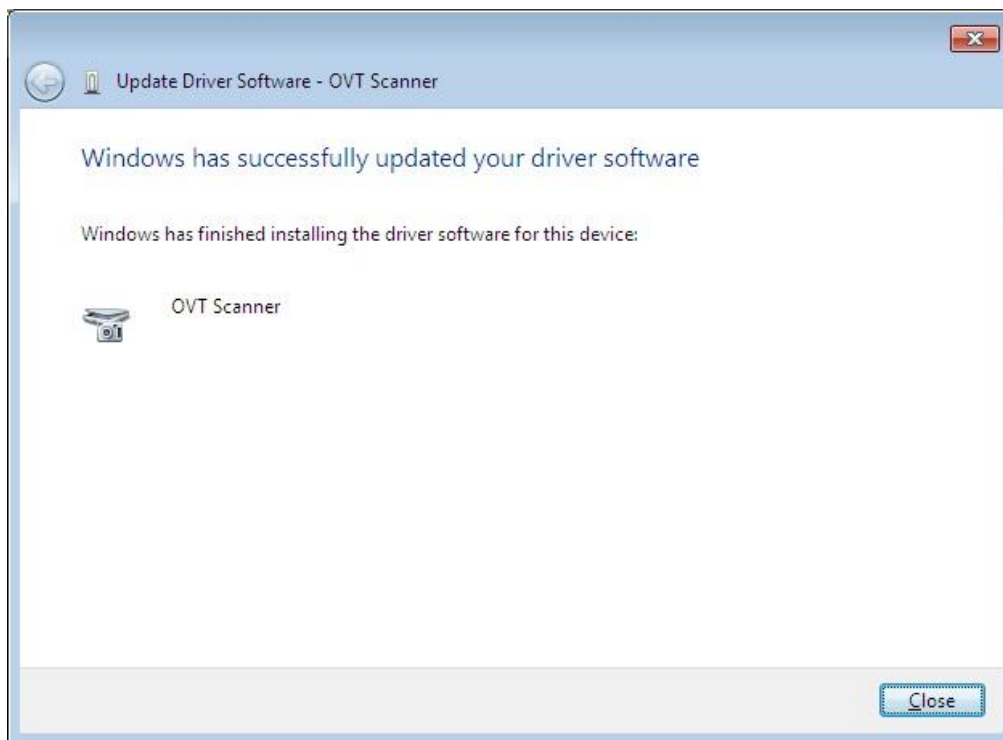 Update Driver Software - OVT Scanner
Windows has successfully updated your driver software
Windows has finished installing the driver software for this device:
OVT Scanner
Close